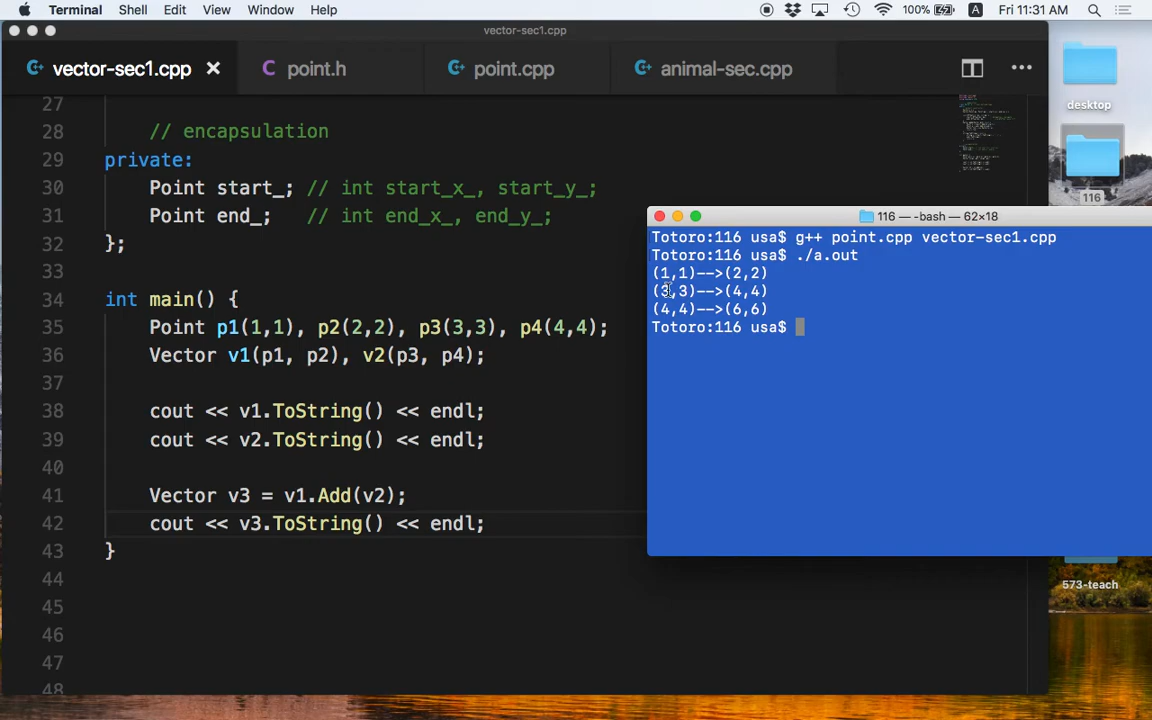 Terminal Shell Edit View Window Help 100% A Fri 11:31 AM
vector-sec1.cpp
vector-sec1.cpp × C point.h point.cpp animal-sec.cpp ...
desktop
116
27
28 // encapsulation
29 private:
30 Point start_; // int start_x_, start_y_;
31 Point end_; // int end_x_, end_y_;
32 };
33
34 int main() {
35 Point p1(1,1), p2(2,2), p3(3,3), p4(4,4);
36 Vector v1(p1, p2), v2(p3, p4);
37
38 cout << v1.ToString() << endl;
39 cout << v2.ToString() << endl;
40
41 Vector v3 = v1.Add(v2);
42 cout << v3.ToString() << endl;
43 }
44
45
46
47
48
116 — -bash — 62×18
Totoro:116 usa$ g++ point.cpp vector-sec1.cpp
Totoro:116 usa$ ./a.out
(1,1)-->(2,2)
(3,3)-->(4,4)
(4,4)-->(6,6)
Totoro:116 usa$
573-teach